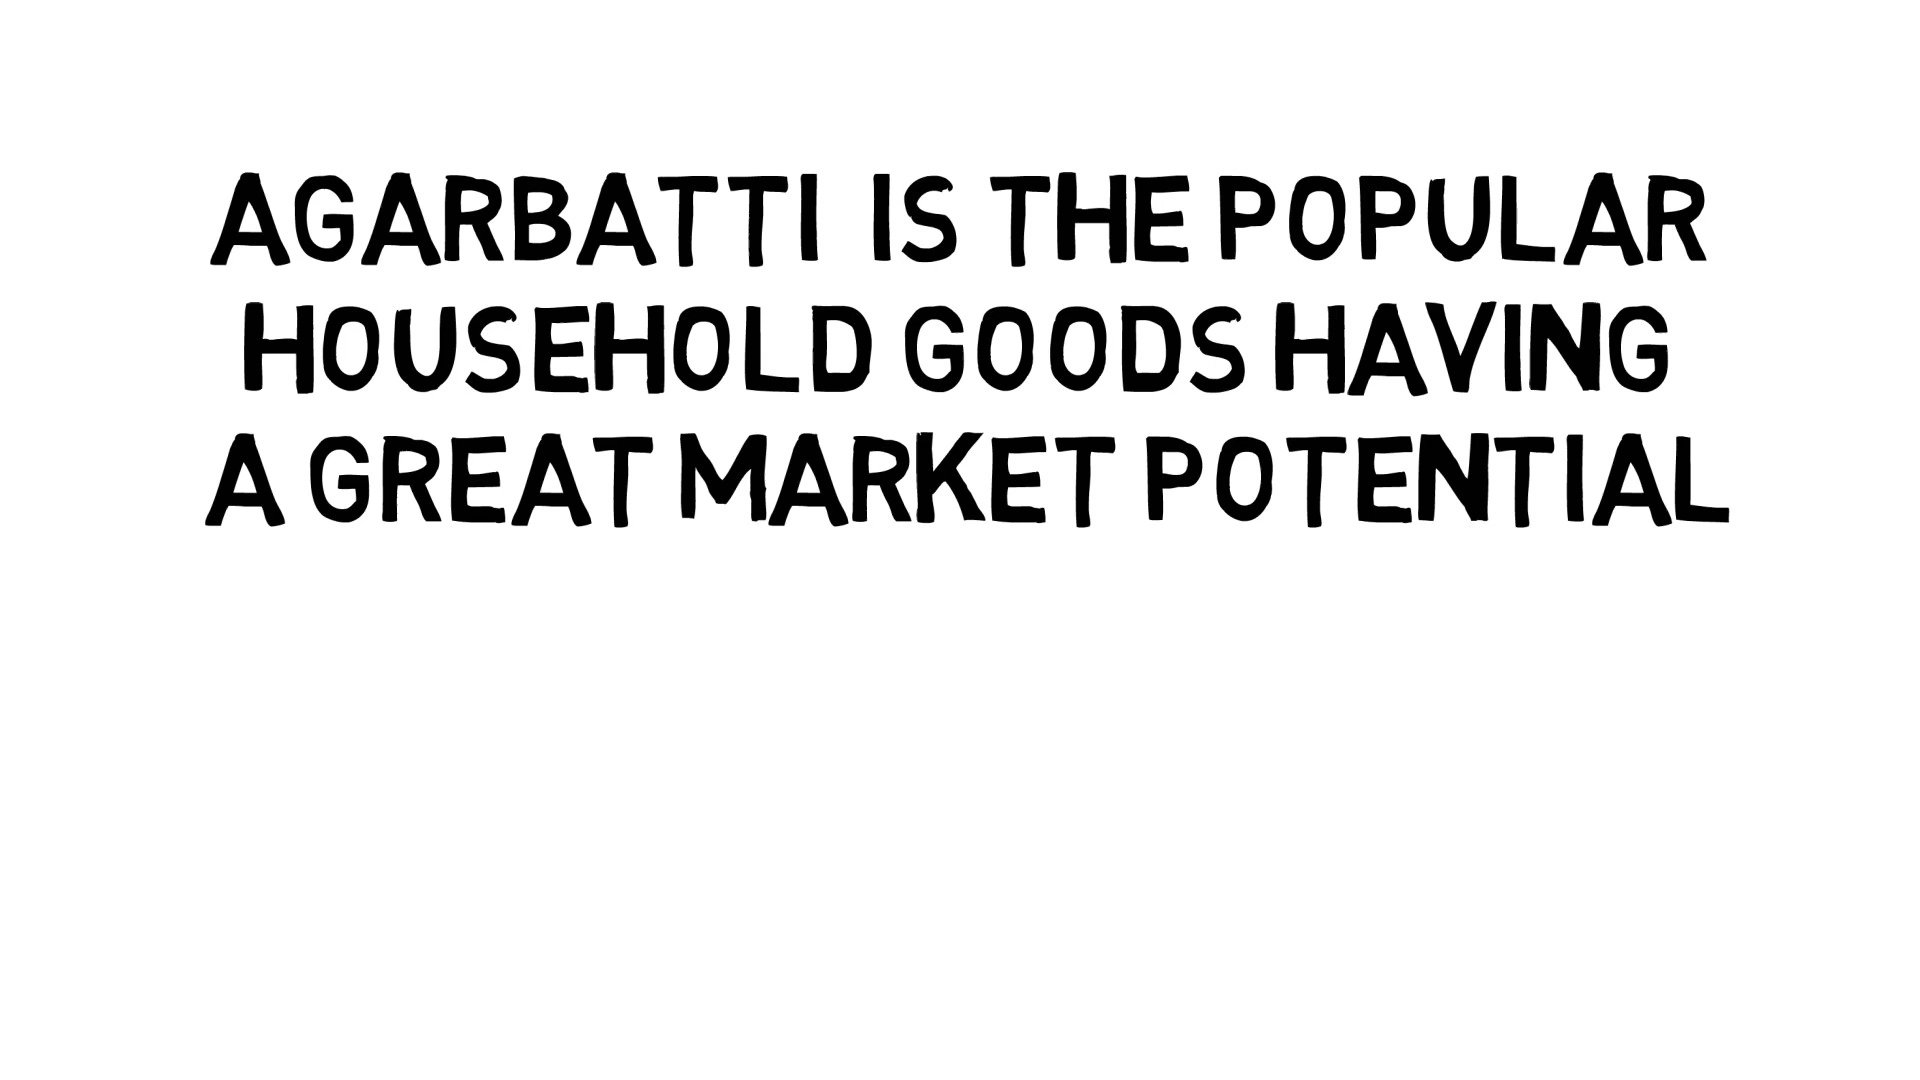 AGARBATTI IS THE POPULAR
HOUSEHOLD GOODS HAVING
A GREAT MARKET POTENTIAL